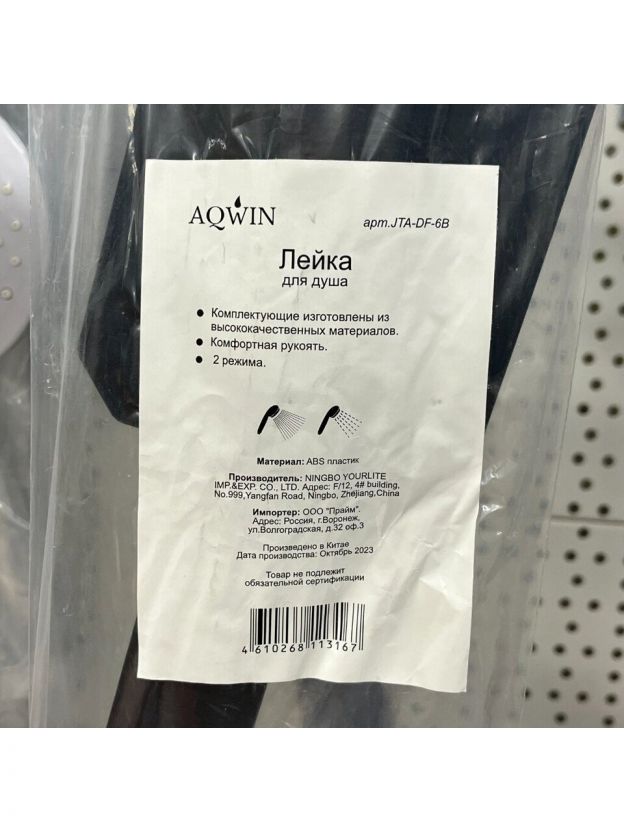 AQWIN
арт.JTA-DF-6B
Лейка
для душа
● Комплектующие изготовлены из
высококачественных материалов.
● Комфортная рукоять.
● 2 режима.
Материал: ABS пластик
Производитель: NINGBO YOURLITE
IMP.&EXP. CO., LTD. Адрес: F/12, 4# building,
No.999,Yangfan Road, Ningbo, Zhejiang,China
Импортер: ООО "Прайм".
Адрес: Россия, г.Воронеж,
ул.Волгоградская, д.32 оф.3
Произведено в Китае
Дата производства: Октябрь 2023
Товар не подлежит
обязательной сертификации
4 610268 113167